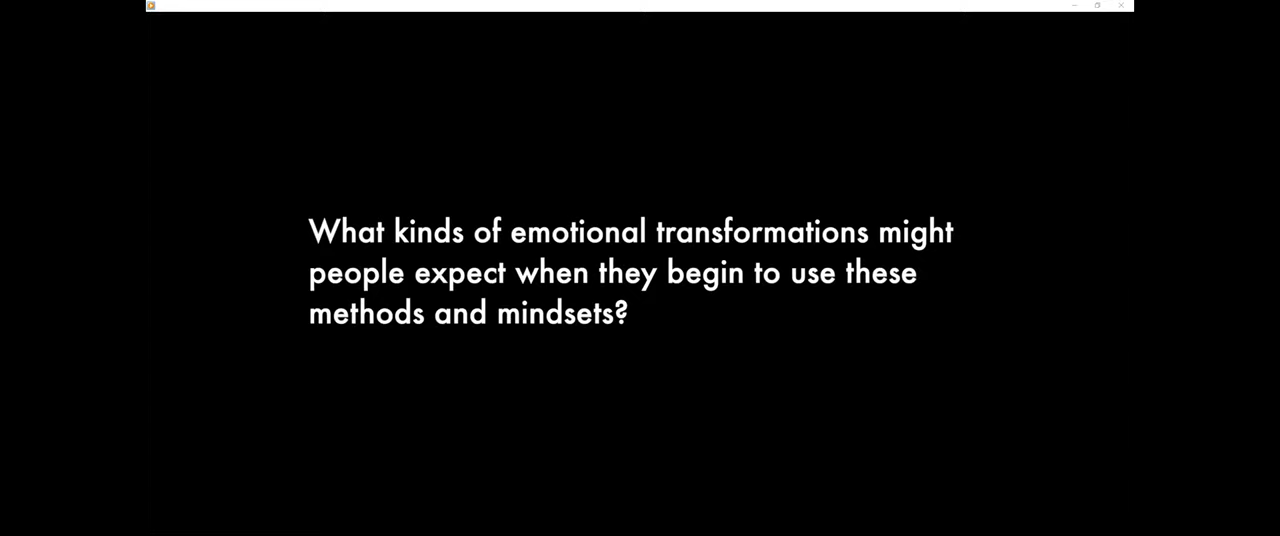 What kinds of emotional transformations might
people expect when they begin to use these
methods and mindsets?